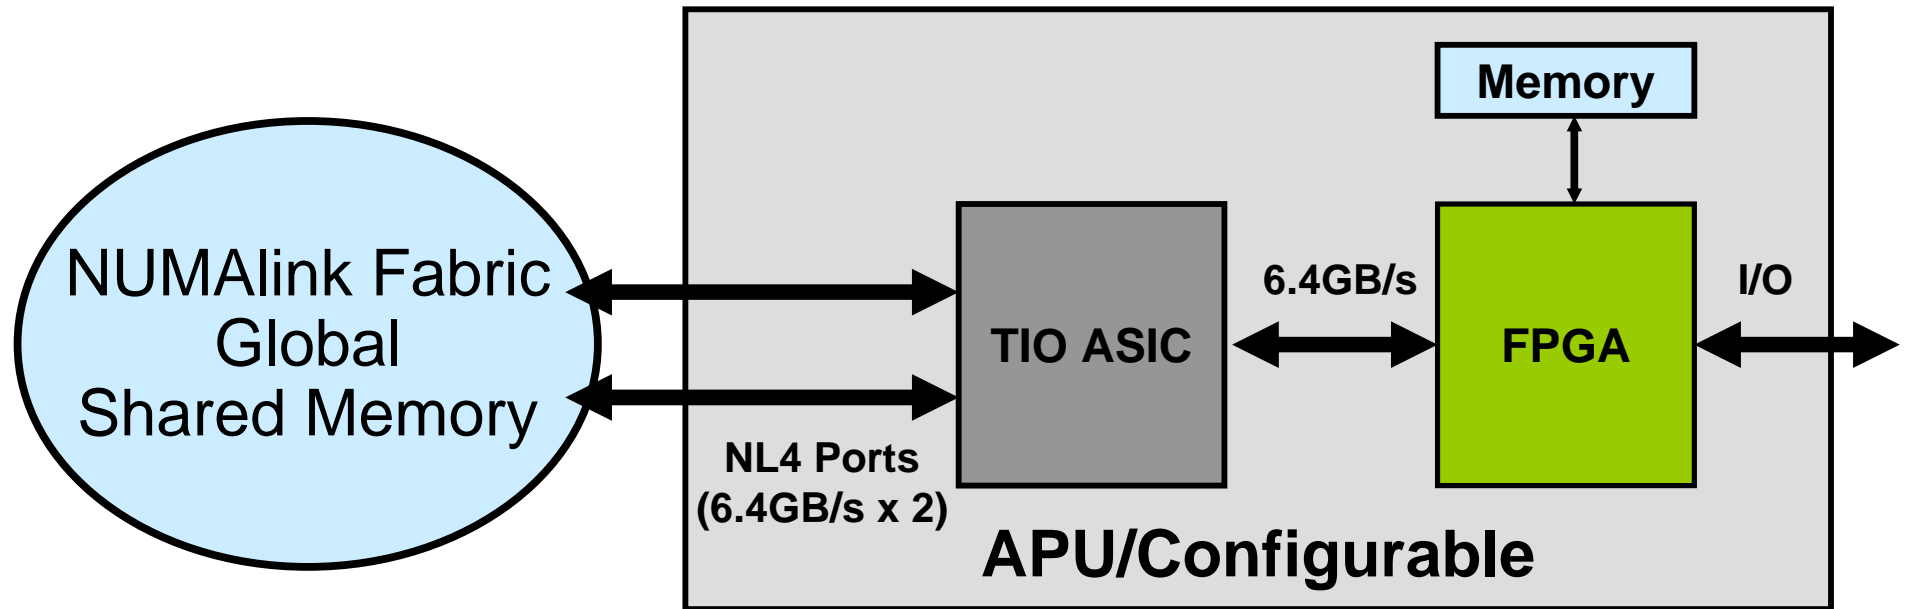 NUMAlink Fabric
Global
Shared Memory
NL4 Ports
(6.4GB/s x 2)
TIO ASIC
6.4GB/s
Memory
FPGA
I/O
APU/Configurable